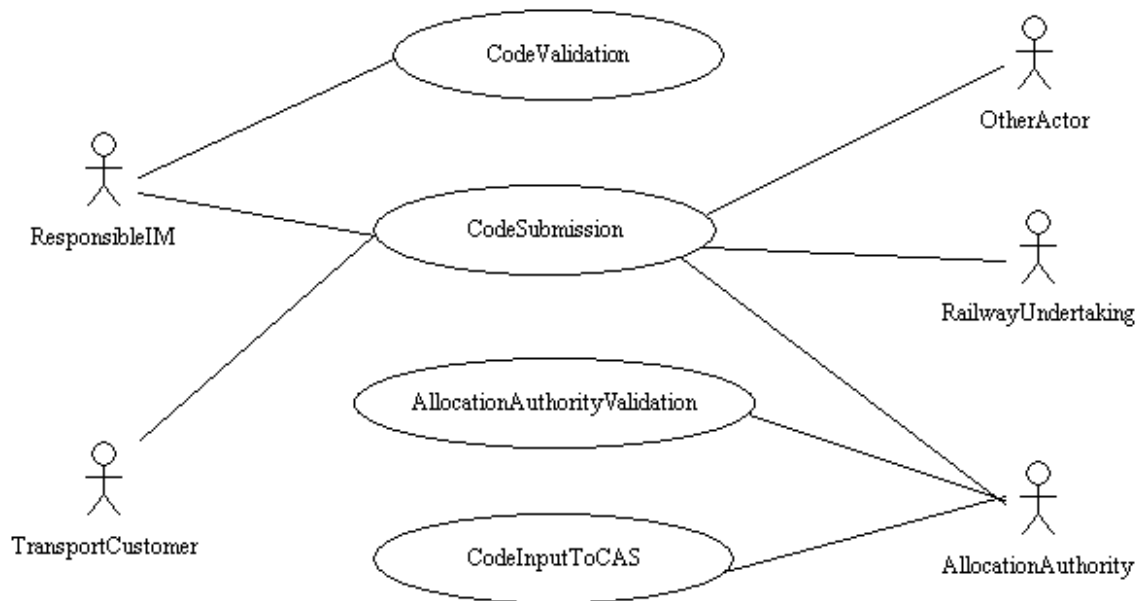 CodeValidation
OtherActor
ResponsibleIM
CodeSubmission
RailwayUndertaking
AllocationAuthorityValidation
TransportCustomer
CodeInputToCAS
AllocationAuthority